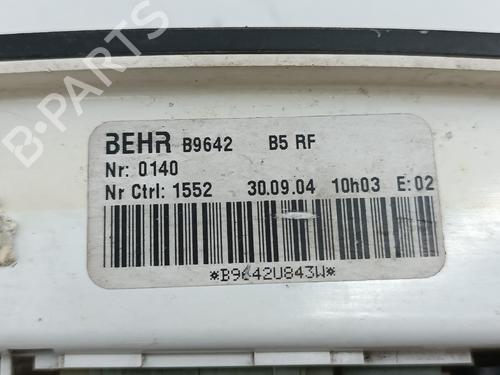 BEHR B9642 B5 RF
Nr: 0140
Nr Ctrl: 1552 30.09.04 10h03 E:02
*B9642U843W*
B-PARTS